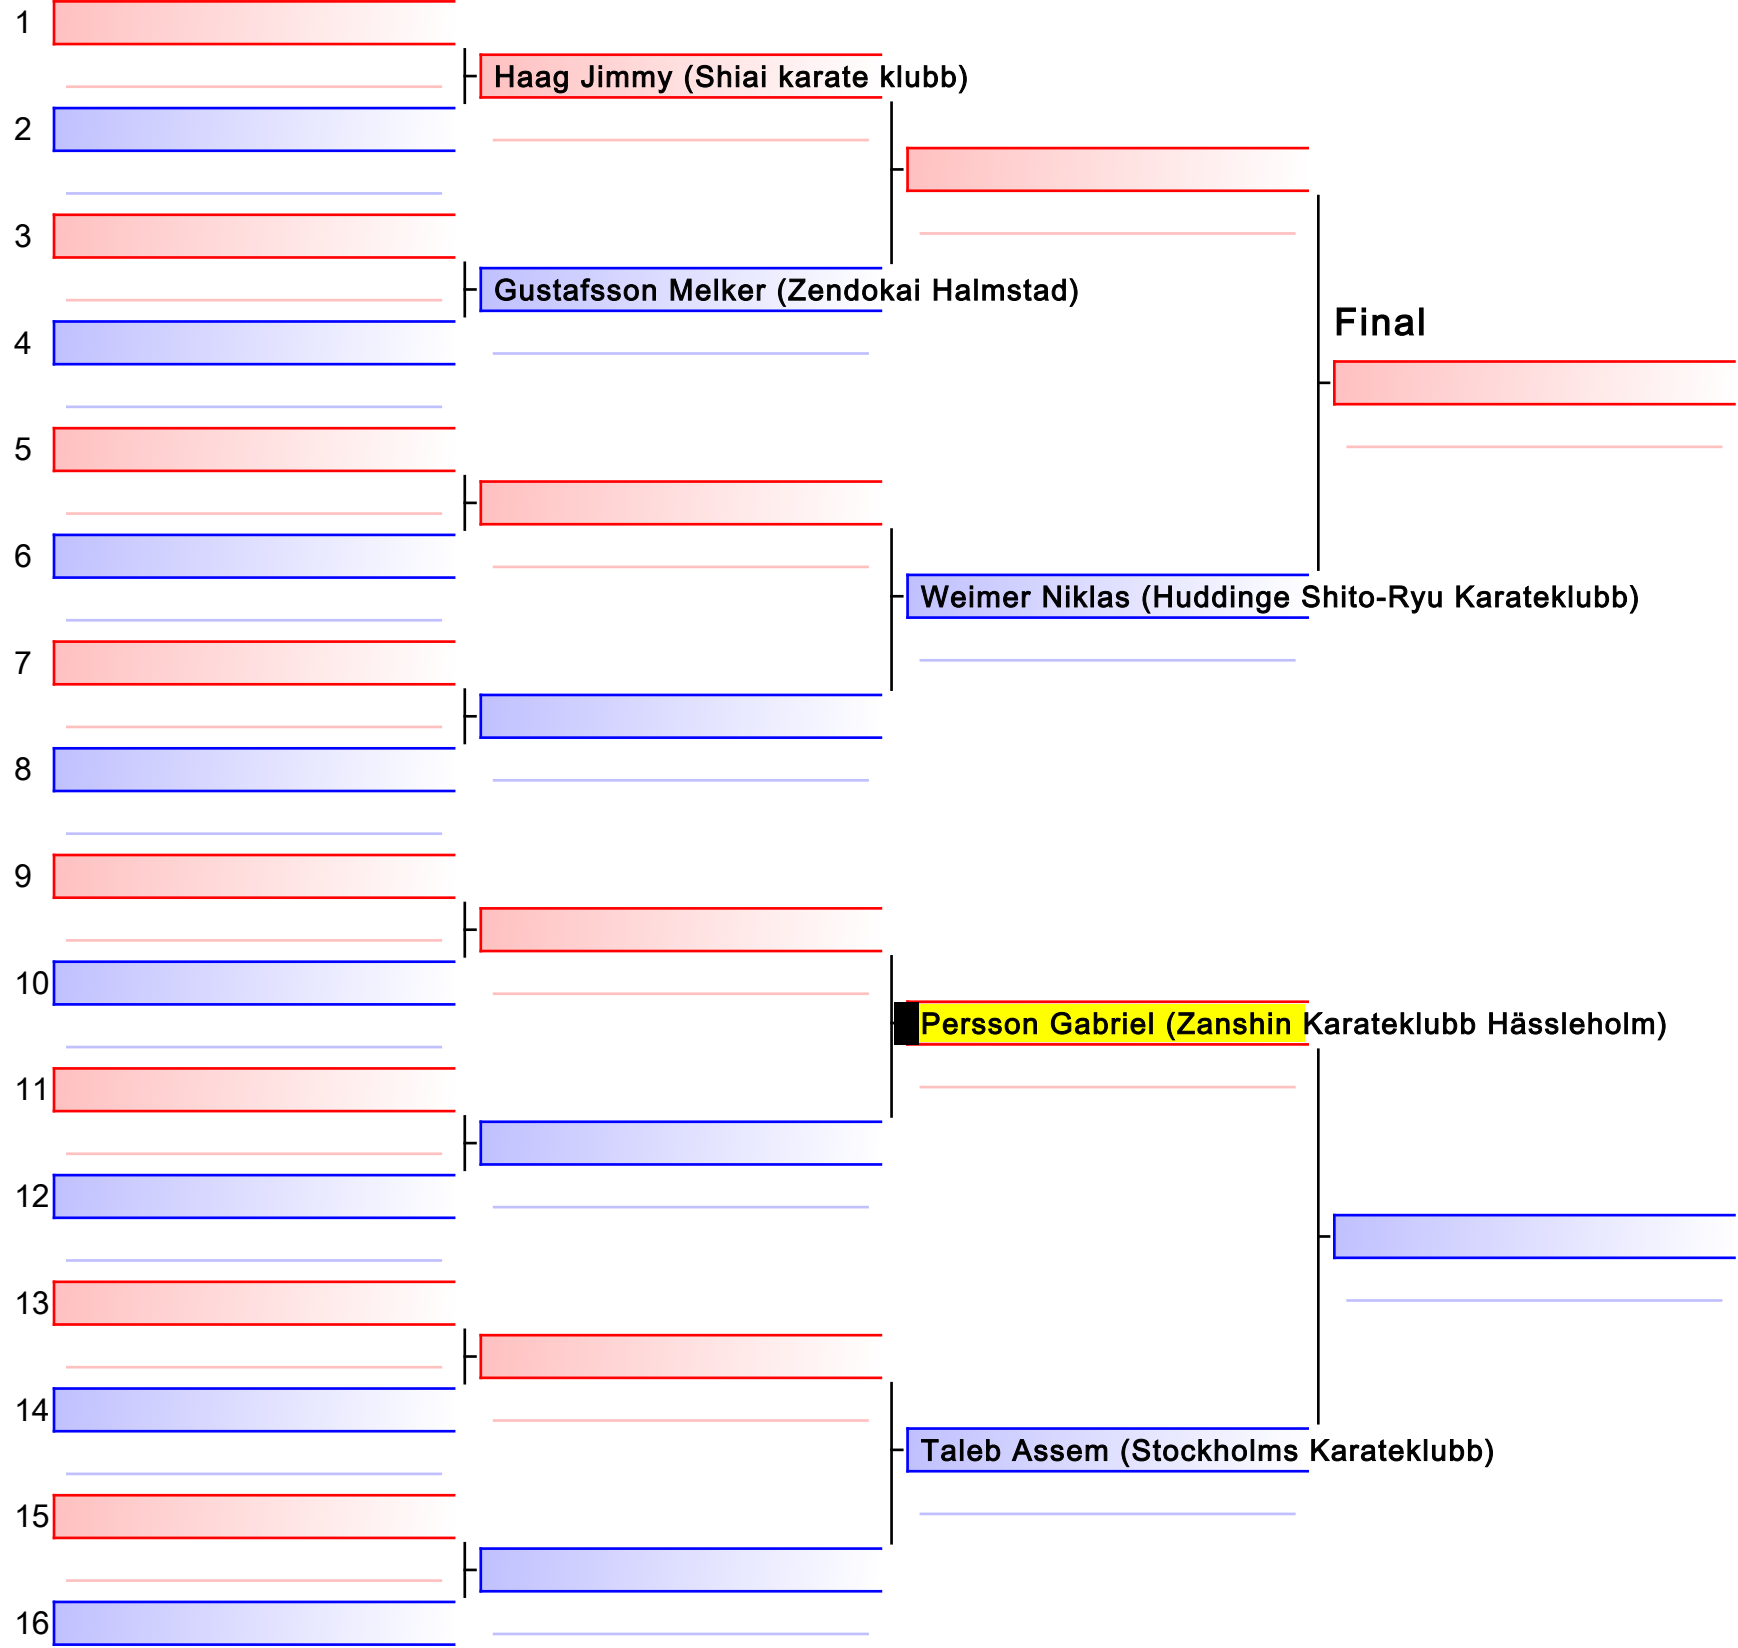 1
Haag Jimmy (Shiai karate klubb)
2
3
Gustafsson Melker (Zendokai Halmstad)
Final
4
5
6
Weimer Niklas (Huddinge Shito-Ryu Karateklubb)
7
8
9
10
Persson Gabriel (Zanshin Karateklubb Hässleholm)
11
12
13
14
Taleb Assem (Stockholms Karateklubb)
15
16